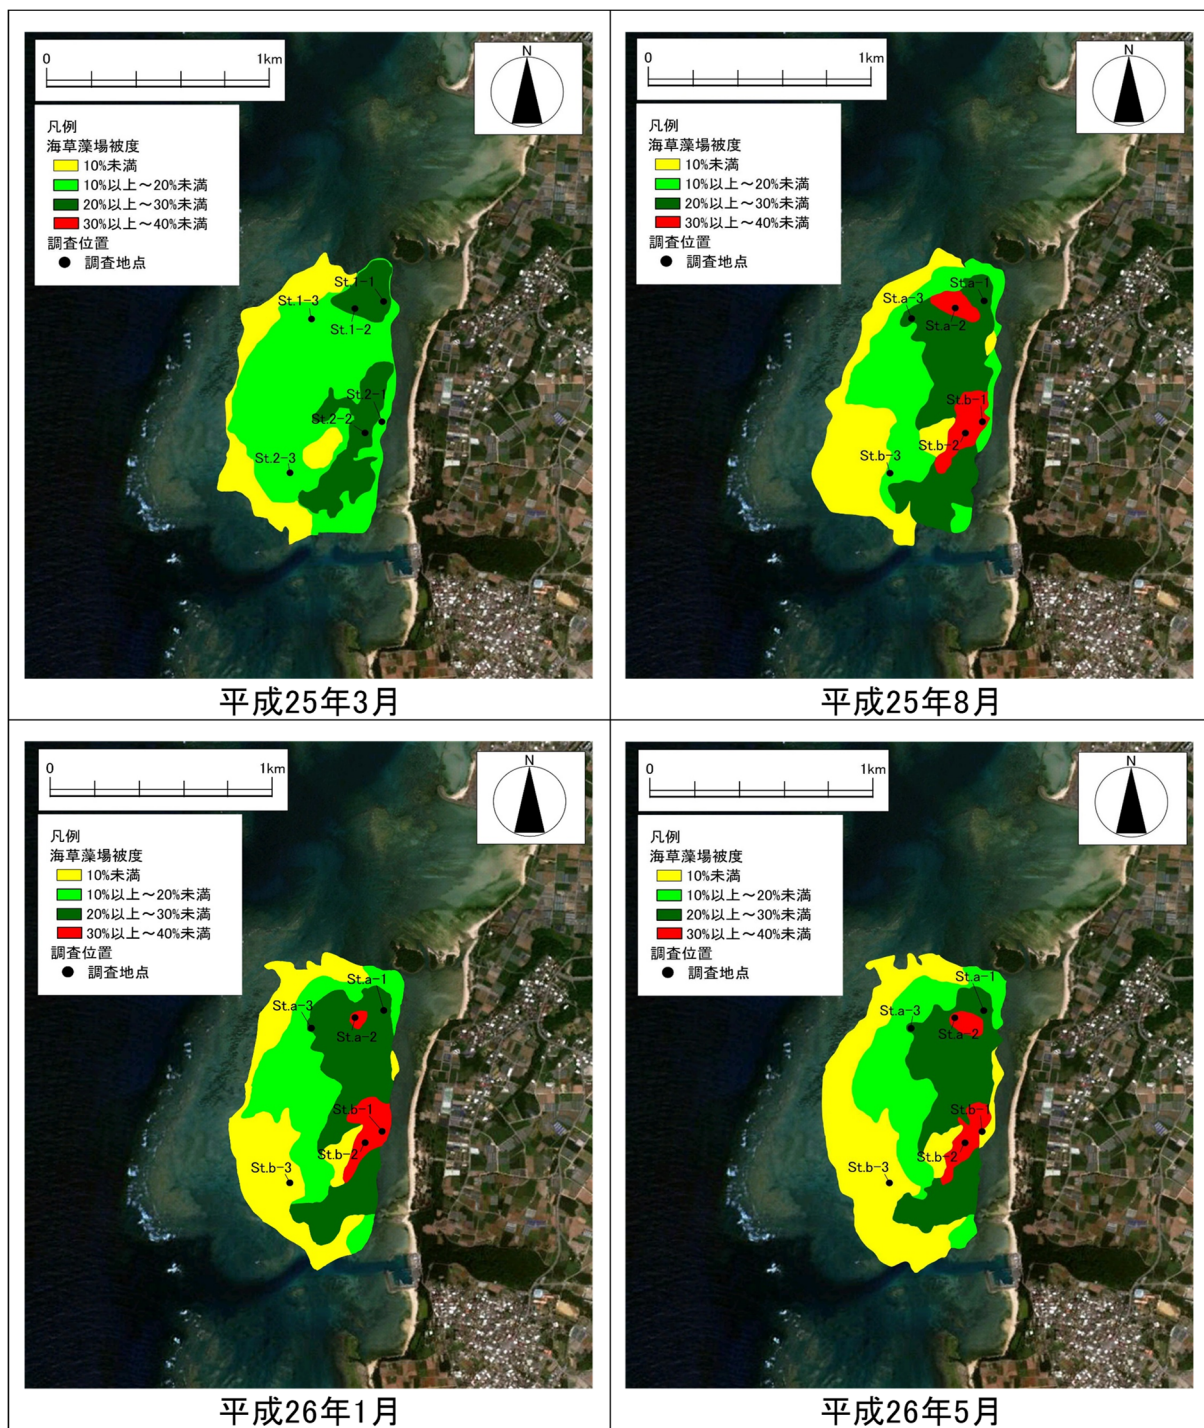 0 1km
N
凡例
海草藻場被度
10%未満
10%以上～20%未満
20%以上～30%未満
30%以上～40%未満
調査位置
調査地点
St.1-1
St.1-3
St.1-2
St.2-1
St.2-2
St.2-3
平成25年3月
0 1km
N
凡例
海草藻場被度
10%未満
10%以上～20%未満
20%以上～30%未満
30%以上～40%未満
調査位置
調査地点
St.a-1
St.a-3
St.a-2
St.b-1
St.b-2
St.b-3
平成25年8月
0 1km
N
凡例
海草藻場被度
10%未満
10%以上～20%未満
20%以上～30%未満
30%以上～40%未満
調査位置
調査地点
St.a-1
St.a-3
St.a-2
St.b-1
St.b-2
St.b-3
平成26年1月
0 1km
N
凡例
海草藻場被度
10%未満
10%以上～20%未満
20%以上～30%未満
30%以上～40%未満
調査位置
調査地点
St.a-1
St.a-3
St.a-2
St.b-1
St.b-2
St.b-3
平成26年5月